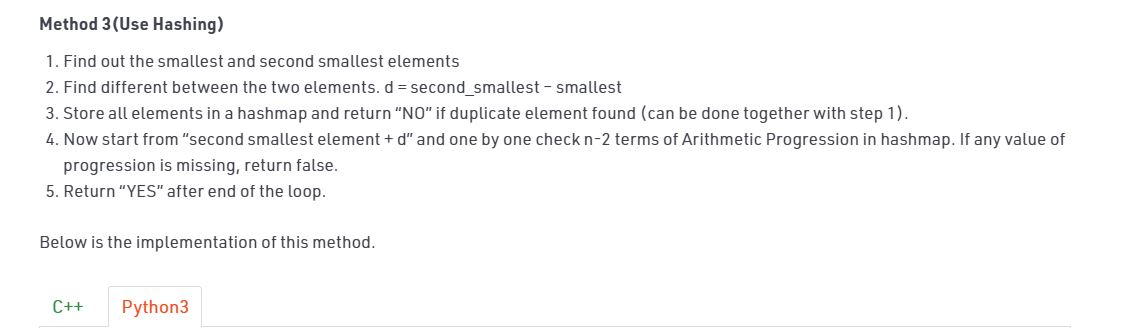 Method 3(Use Hashing)
1. Find out the smallest and second smallest elements
2. Find different between the two elements. d = second_smallest – smallest
3. Store all elements in a hashmap and return “NO” if duplicate element found (can be done together with step 1).
4. Now start from “second smallest element + d” and one by one check n-2 terms of Arithmetic Progression in hashmap. If any value of
progression is missing, return false.
5. Return “YES” after end of the loop.
Below is the implementation of this method.
C++ Python3